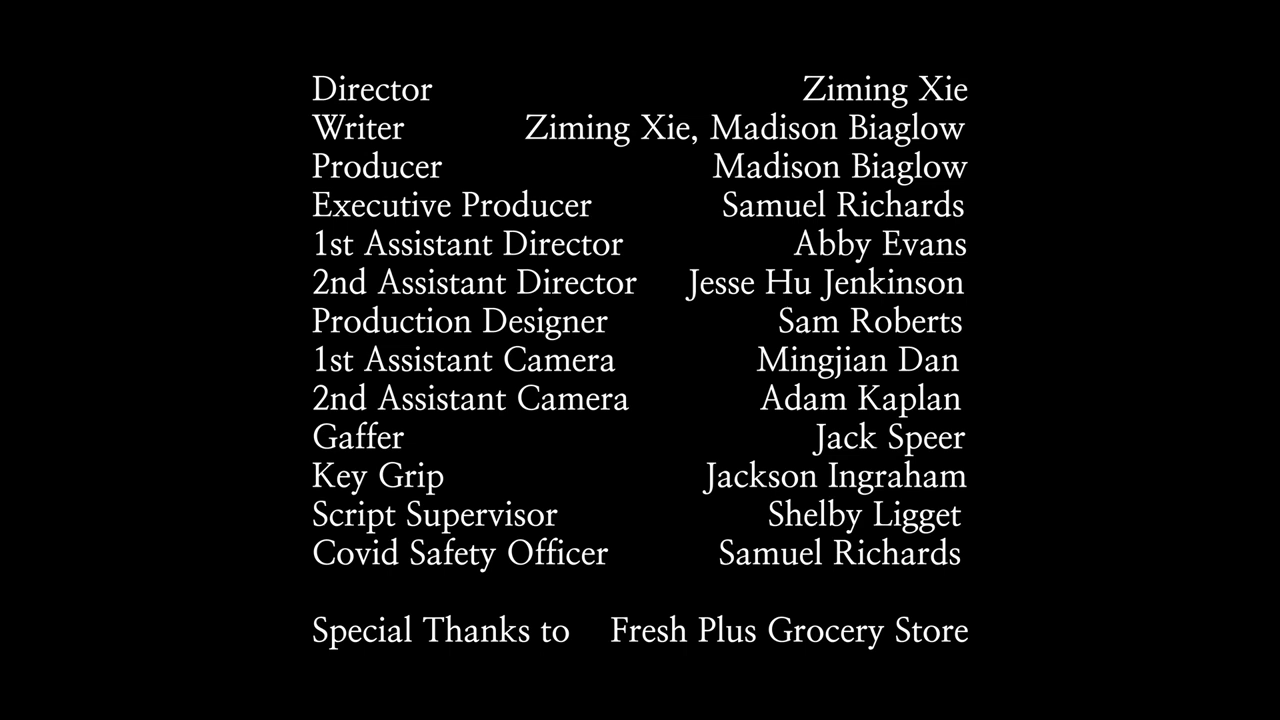 Director Ziming Xie
Writer Ziming Xie, Madison Biaglow
Producer Madison Biaglow
Executive Producer Samuel Richards
1st Assistant Director Abby Evans
2nd Assistant Director Jesse Hu Jenkinson
Production Designer Sam Roberts
1st Assistant Camera Mingjian Dan
2nd Assistant Camera Adam Kaplan
Gaffer Jack Speer
Key Grip Jackson Ingraham
Script Supervisor Shelby Ligget
Covid Safety Officer Samuel Richards
Special Thanks to Fresh Plus Grocery Store